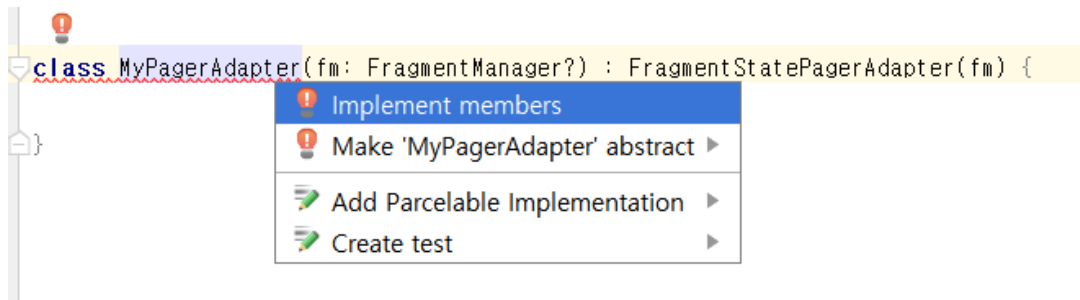 class MyPagerAdapter(fm: FragmentManager?) : FragmentStatePagerAdapter(fm) {
Implement members
Make 'MyPagerAdapter' abstract
}
Add Parcelable Implementation
Create test